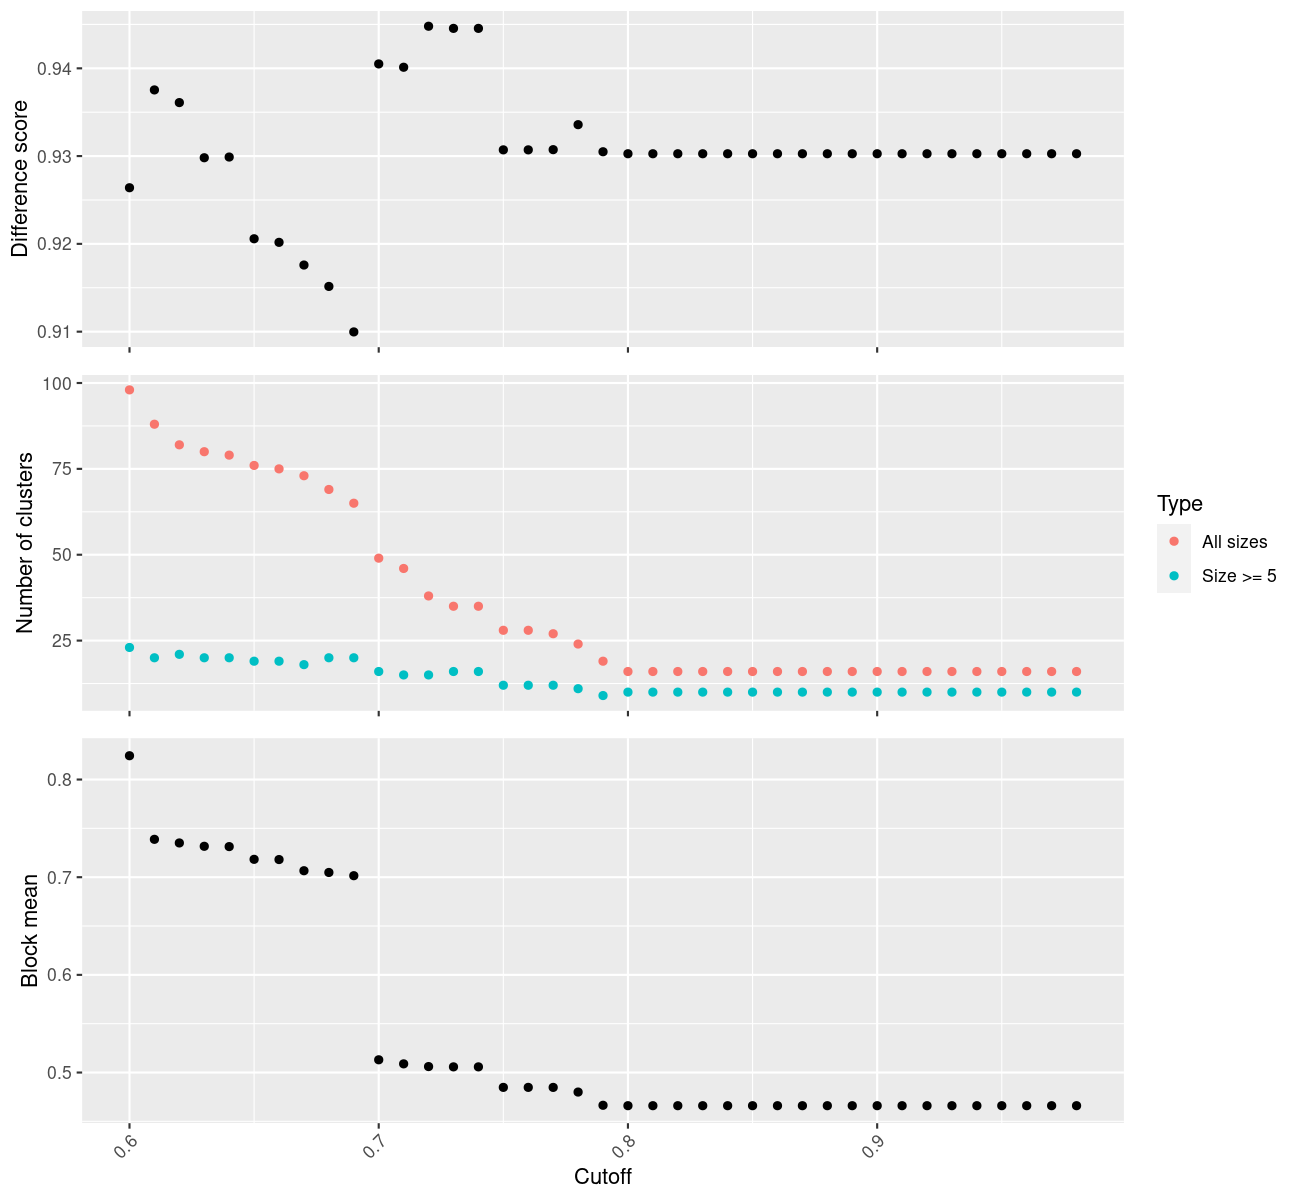 Difference score
0.94
0.93
0.92
0.91
Number of clusters
100
75
50
25
Type
All sizes
Size >= 5
Block mean
0.8
0.7
0.6
0.5
0.6
0.7
0.8
0.9
Cutoff